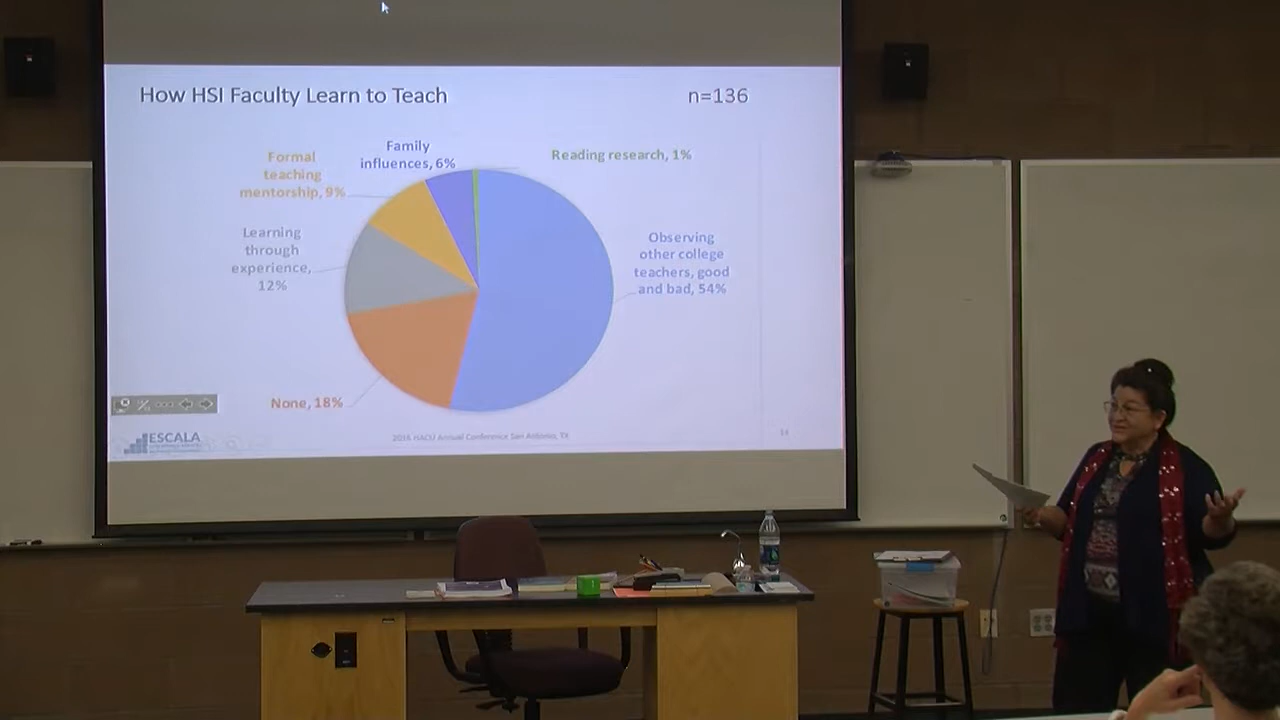 How HSI Faculty Learn to Teach
n=136
Family
influences, 6%
Reading research, 1%
Formal
teaching
mentorship, 9%
Learning
through
experience,
12%
Observing
other college
teachers, good
and bad, 54%
None, 18%
ESCALA
2016 HACU Annual Conference San Antonio, TX
14